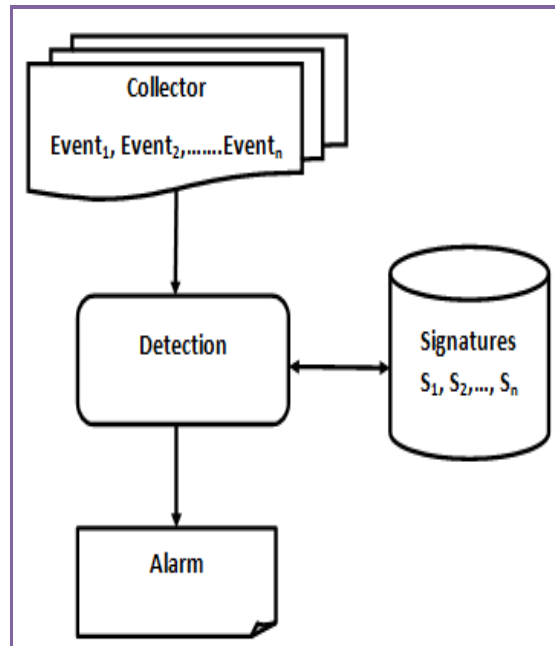 Collector
Event₁, Event₂,.......Eventₙ
Detection
Signatures
S₁, S₂,..., Sₙ
Alarm